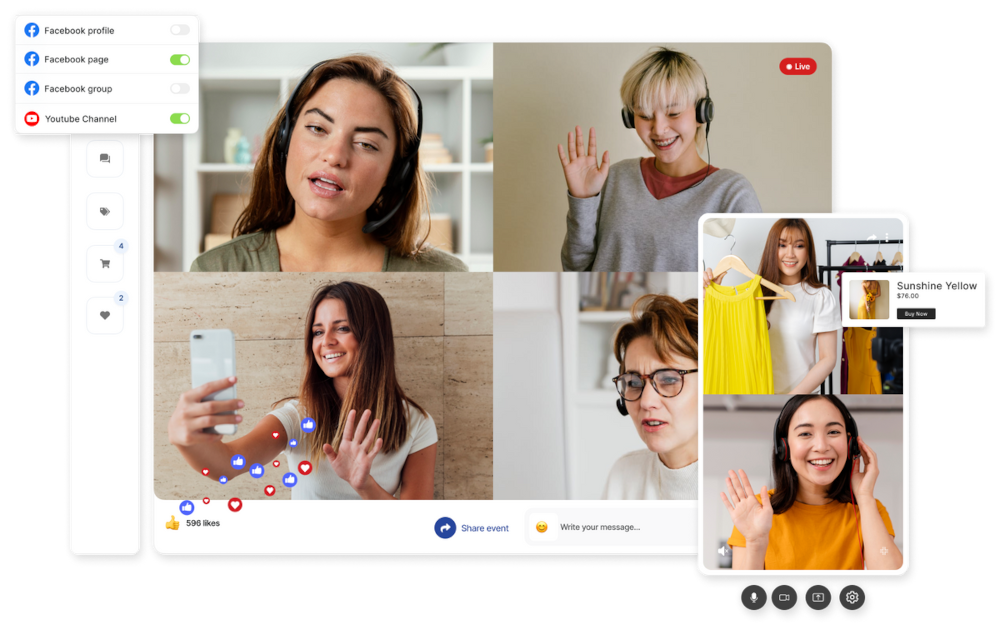 Facebook profile
Facebook page
Facebook group
Youtube Channel
Live
4
2
Sunshine Yellow
$76.00
Buy Now
596 likes
Share event
Write your message...